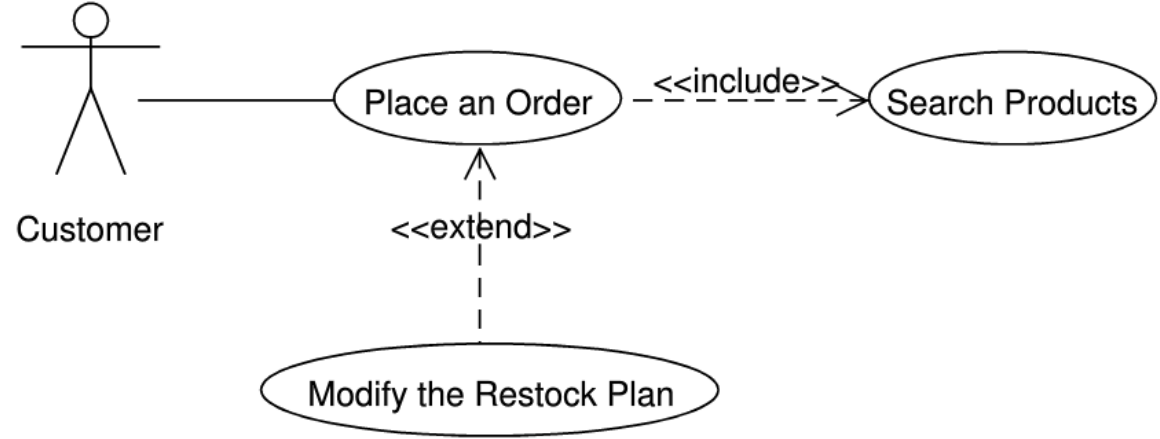 <<include>>
Place an Order
Search Products
Customer
<<extend>>
Modify the Restock Plan